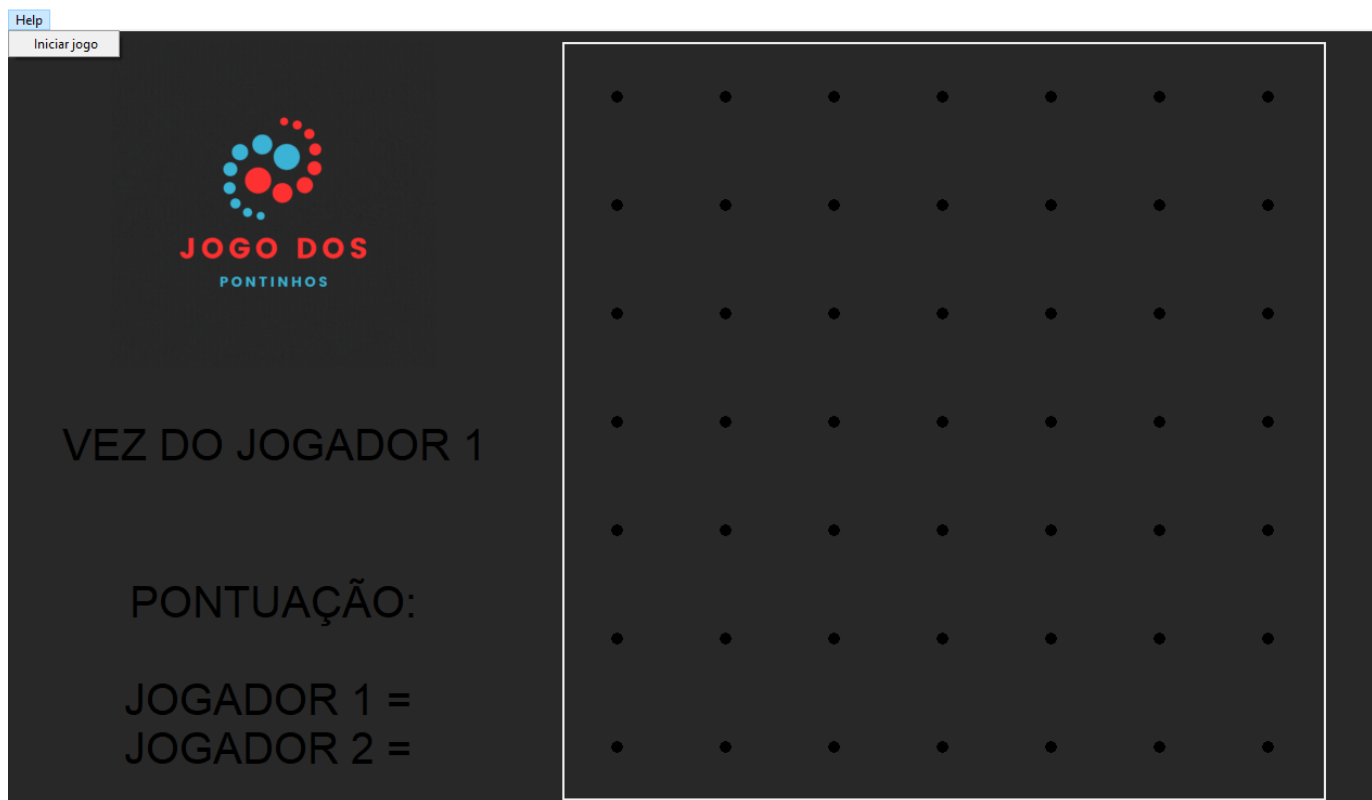 Help
Iniciar jogo
JOGO DOS
PONTINHOS
VEZ DO JOGADOR 1
PONTUAÇÃO:
JOGADOR 1 =
JOGADOR 2 =